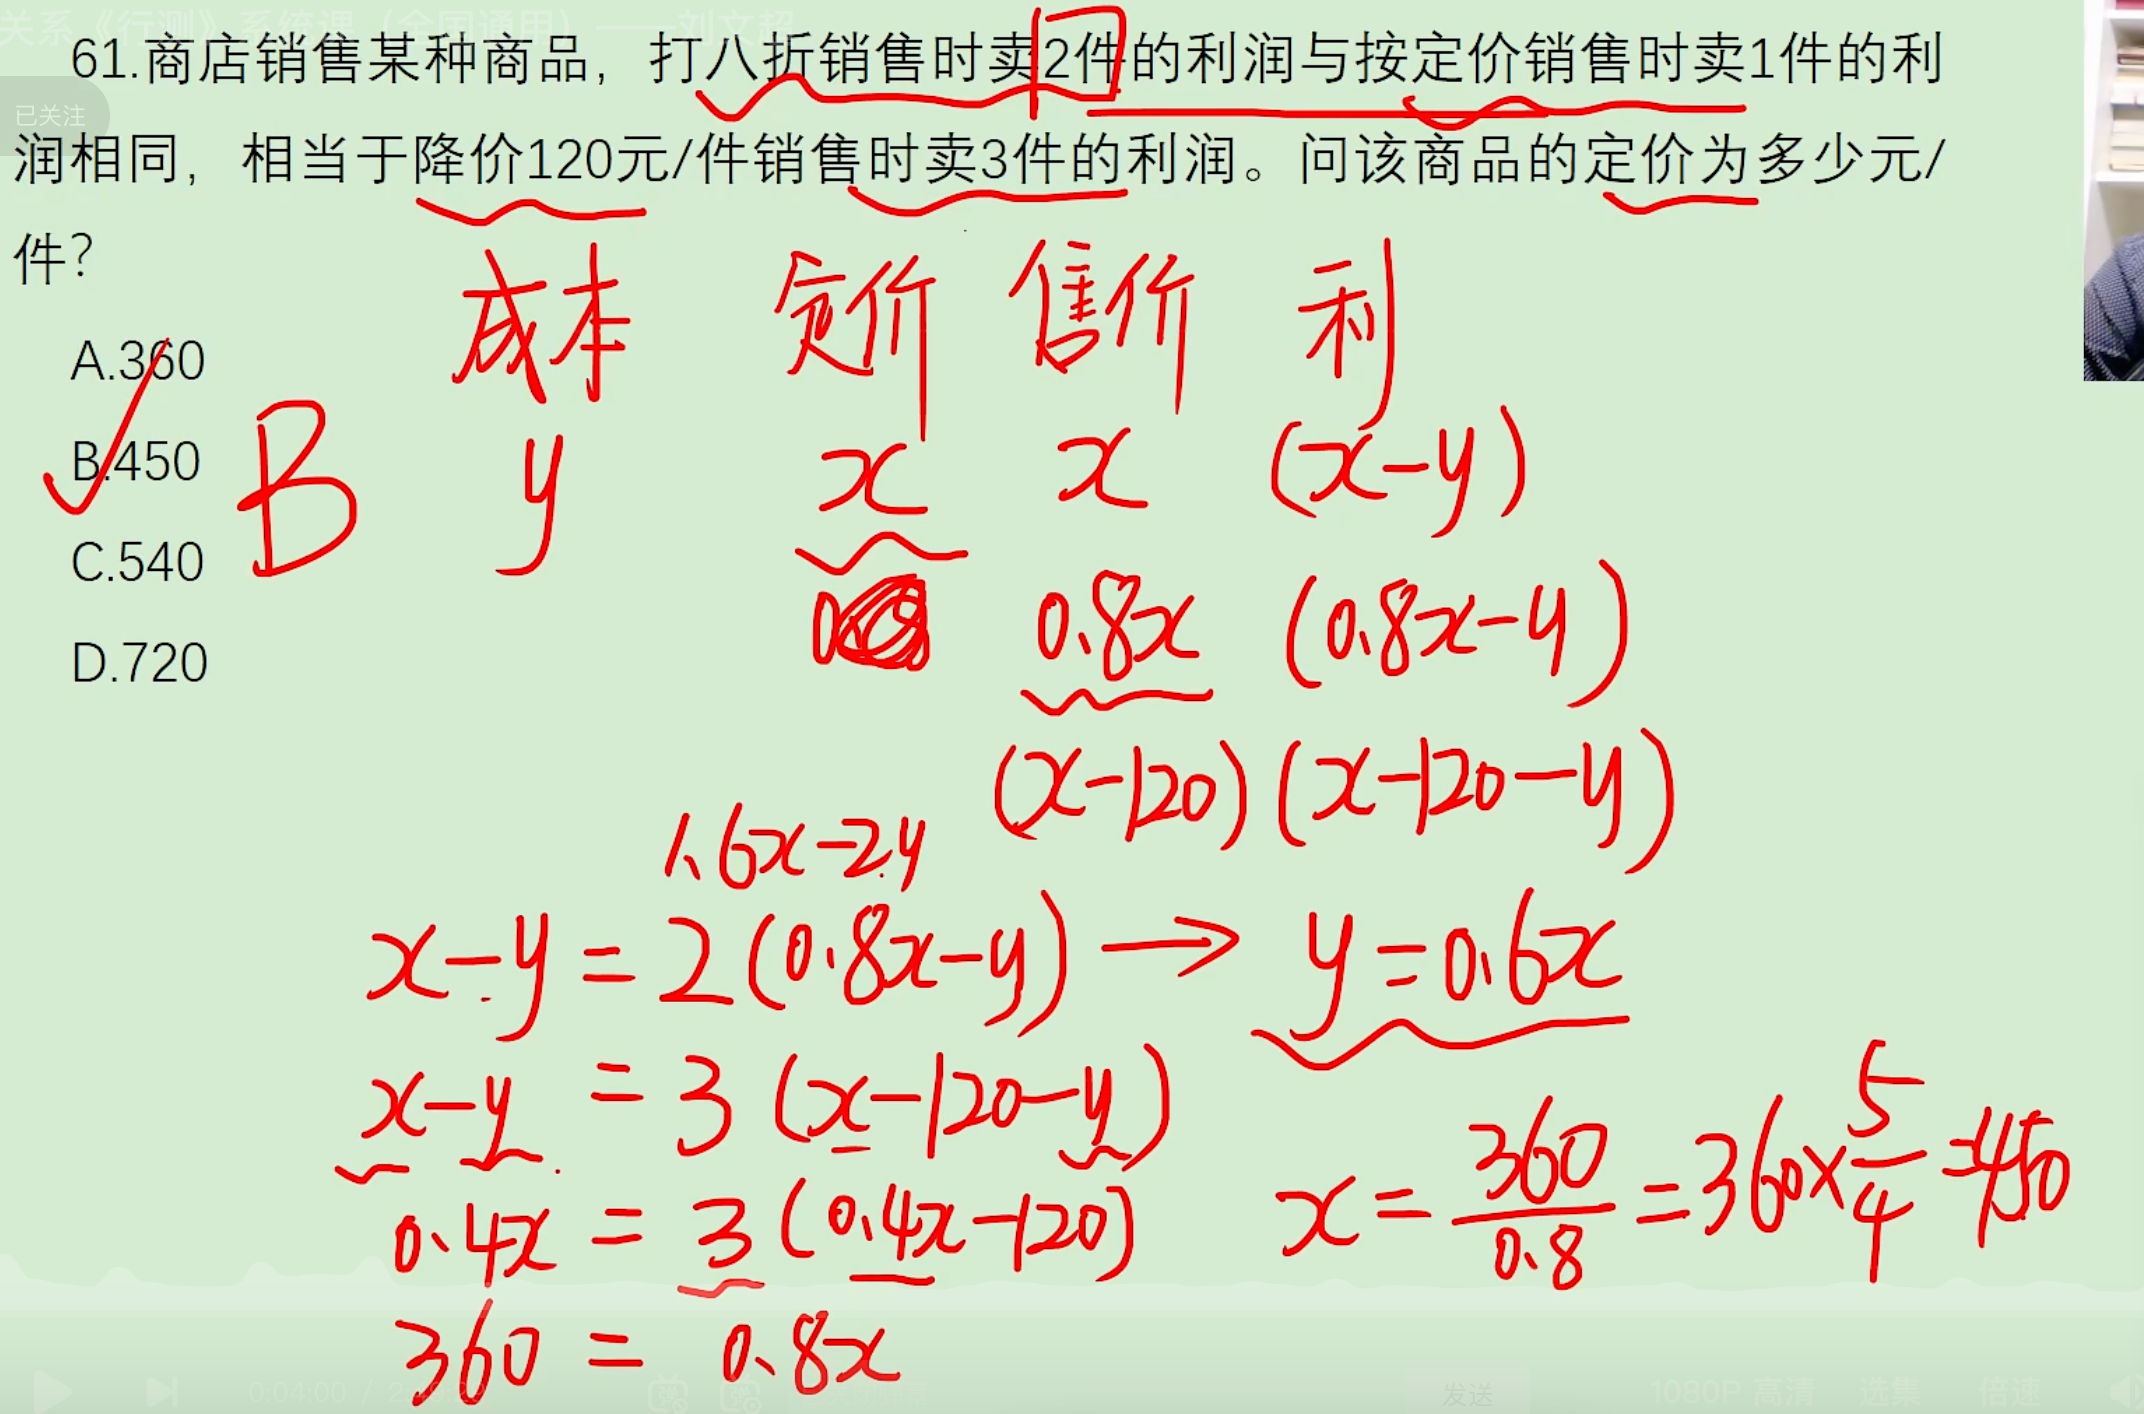 关系《行测》系统课（全国通用）——刘文超
61.商店销售某种商品，打八折销售时卖2件的利润与按定价销售时卖1件的利
已关注
润相同，相当于降价120元/件销售时卖3件的利润。问该商品的定价为多少元/
件？
成本 定价 售价 利
A.360
B.450
B
y x x (x-y)
C.540
0.8x (0.8x-y)
D.720
(x-120) (x-120-y)
1.6x-2y
x-y=2(0.8x-y)→y=0.6x
x-y=3(x-120-y)
x=360/0.8=360×5/4=450
0.4x=3(0.4x-120)
360=0.8x
0:04:00 /
发送
1080P 高清 选集 倍速